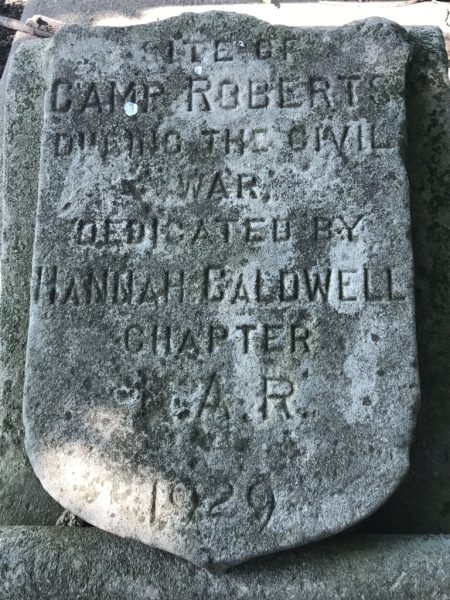 SITE OF
CAMP ROBERTS
DURING THE CIVIL
WAR.
DEDICATED BY
HANNAH CALDWELL
CHAPTER
D.A.R.
1929